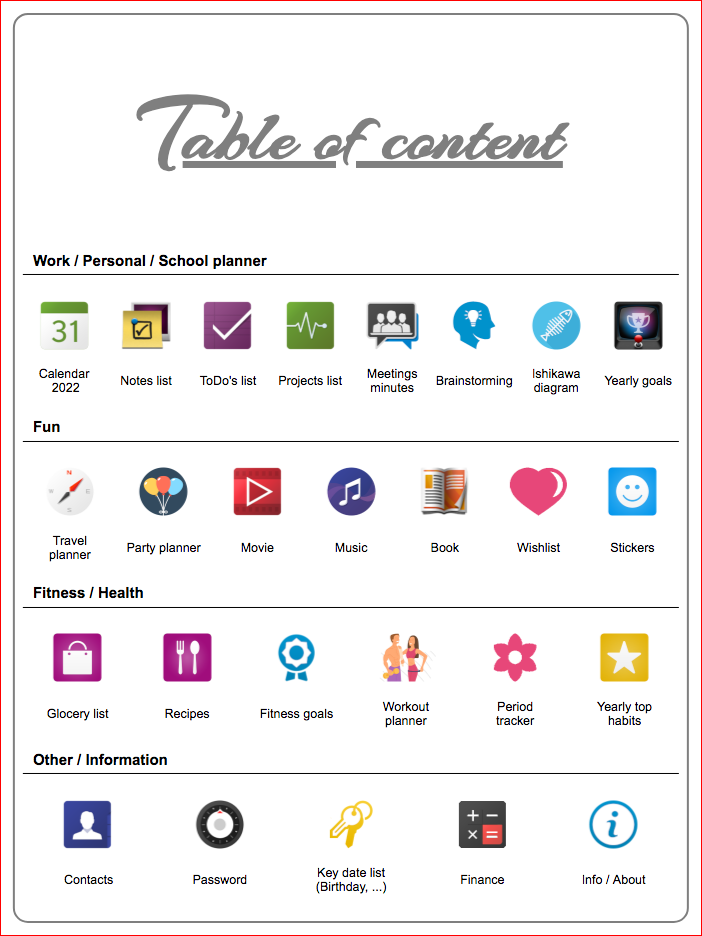 Table of content
Work / Personal / School planner
31
Calendar
2022
Notes list
ToDo's list
Projects list
Meetings
minutes
Brainstorming
Ishikawa
diagram
Yearly goals
Fun
N
W
E
S
Travel
planner
Party planner
Movie
Music
Book
Wishlist
Stickers
Fitness / Health
Glocery list
Recipes
Fitness goals
Workout
planner
Period
tracker
Yearly top
habits
Other / Information
Contacts
Password
Key date list
(Birthday, ...)
Finance
Info / About